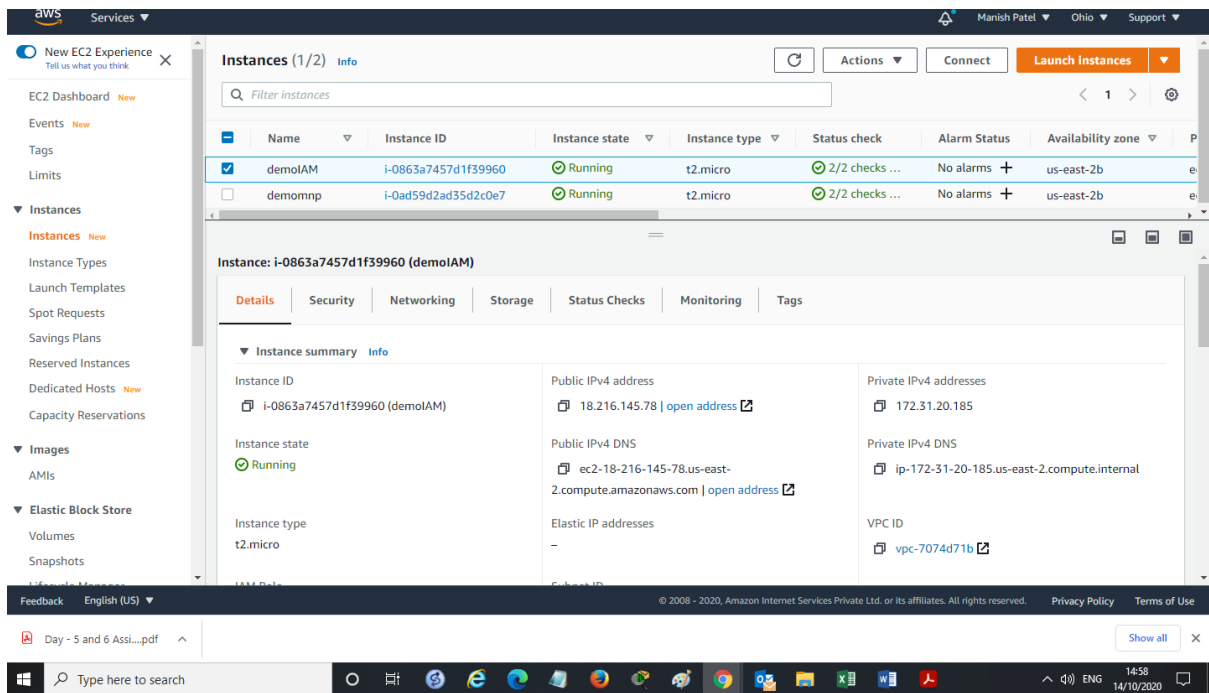 aws
Services ▼
Manish Patel ▼
Ohio ▼
Support ▼
New EC2 Experience
Tell us what you think
EC2 Dashboard New
Events New
Tags
Limits
Instances
Instances New
Instance Types
Launch Templates
Spot Requests
Savings Plans
Reserved Instances
Dedicated Hosts New
Capacity Reservations
Images
AMIs
Elastic Block Store
Volumes
Snapshots
Lifecycle Manager
Instances (1/2) Info
Actions ▼
Connect
Launch instances
Filter instances
1
Name Instance ID Instance state Instance type Status check Alarm Status Availability zone P
demoIAM i-0863a7457d1f39960 Running t2.micro 2/2 checks ... No alarms + us-east-2b e
demomnp i-0ad59d2ad35d2c0e7 Running t2.micro 2/2 checks ... No alarms + us-east-2b e
Instance: i-0863a7457d1f39960 (demoIAM)
Details Security Networking Storage Status Checks Monitoring Tags
Instance summary Info
Instance ID
i-0863a7457d1f39960 (demoIAM)
Public IPv4 address
18.216.145.78 | open address
Private IPv4 addresses
172.31.20.185
Instance state
Running
Public IPv4 DNS
ec2-18-216-145-78.us-east-
2.compute.amazonaws.com | open address
Private IPv4 DNS
ip-172-31-20-185.us-east-2.compute.internal
Instance type
t2.micro
Elastic IP addresses
–
VPC ID
vpc-7074d71b
IAM Role
Subnet ID
Feedback
English (US) ▼
© 2008 - 2020, Amazon Internet Services Private Ltd. or its affiliates. All rights reserved.
Privacy Policy
Terms of Use
Day - 5 and 6 Assi....pdf
Show all
Type here to search
ENG
14:58
14/10/2020